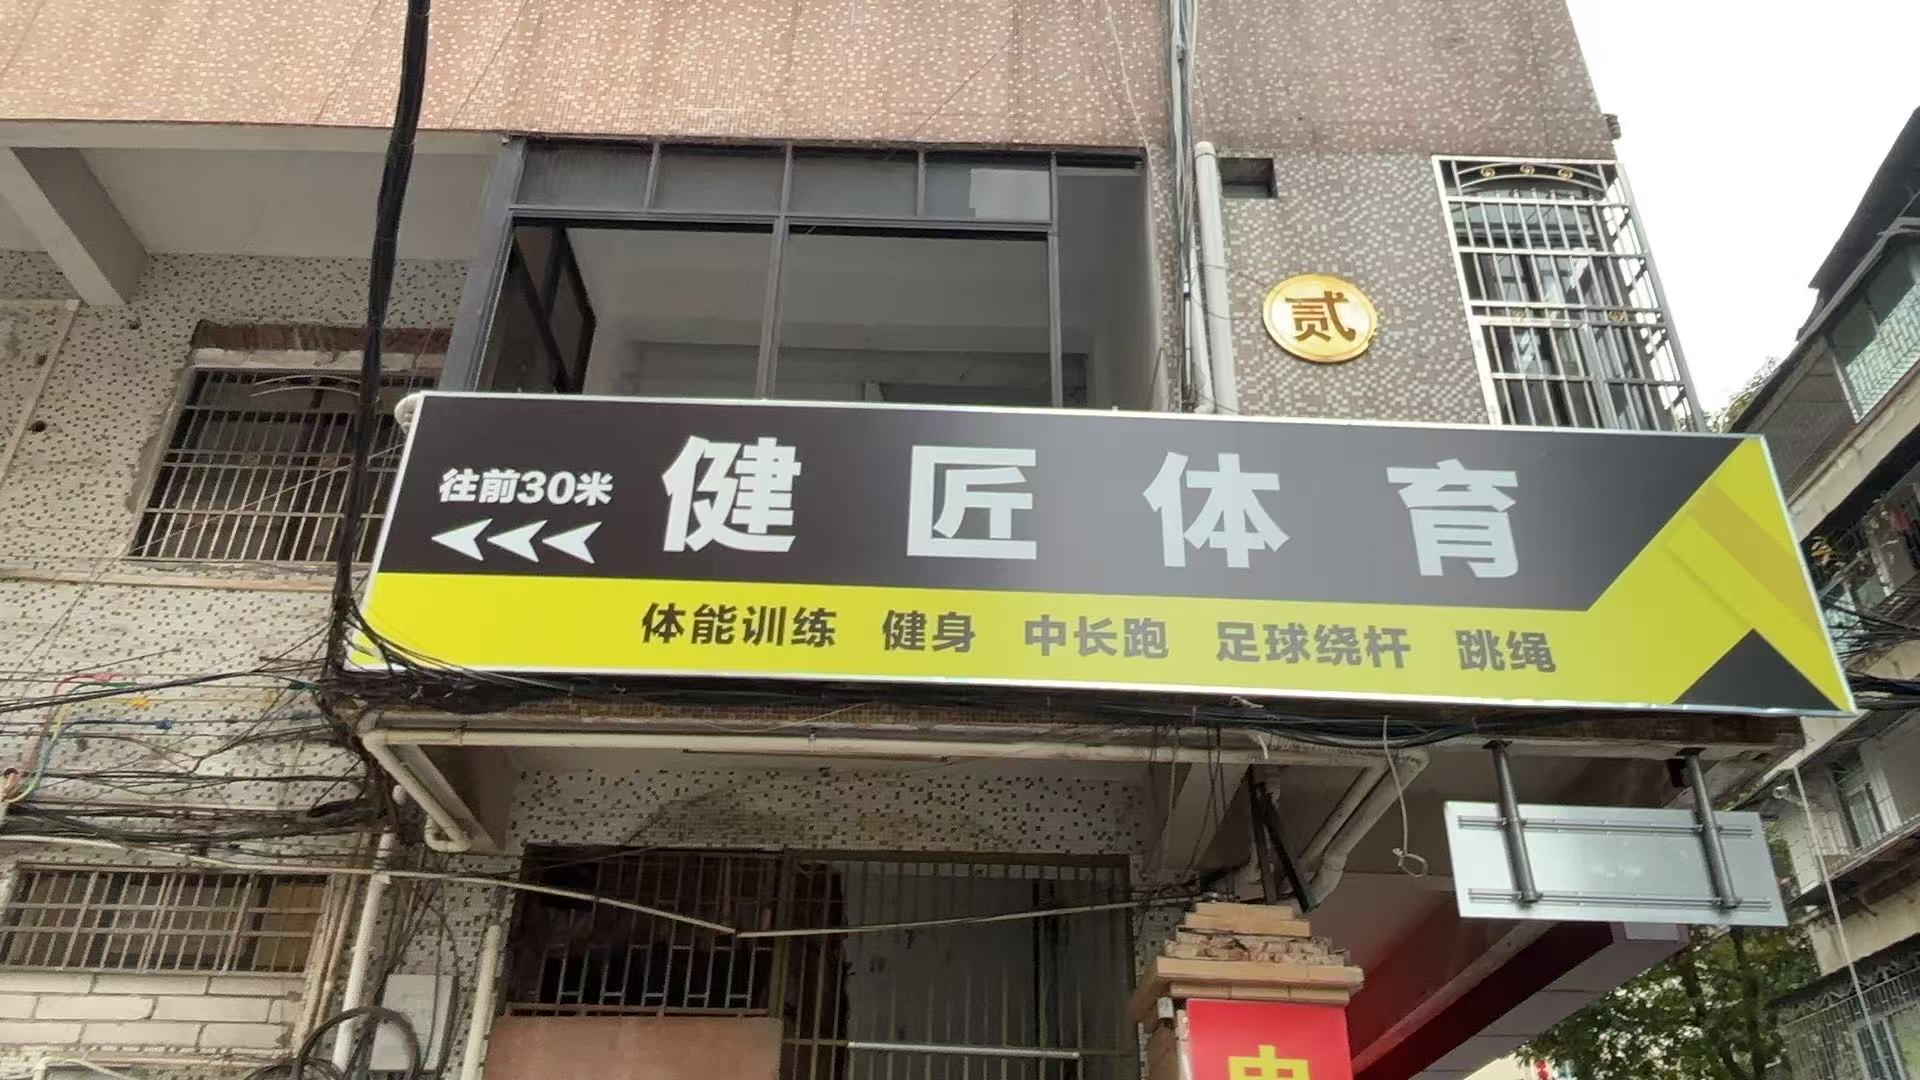 贰
往前30米
健匠体育
体能训练 健身 中长跑 足球绕杆 跳绳